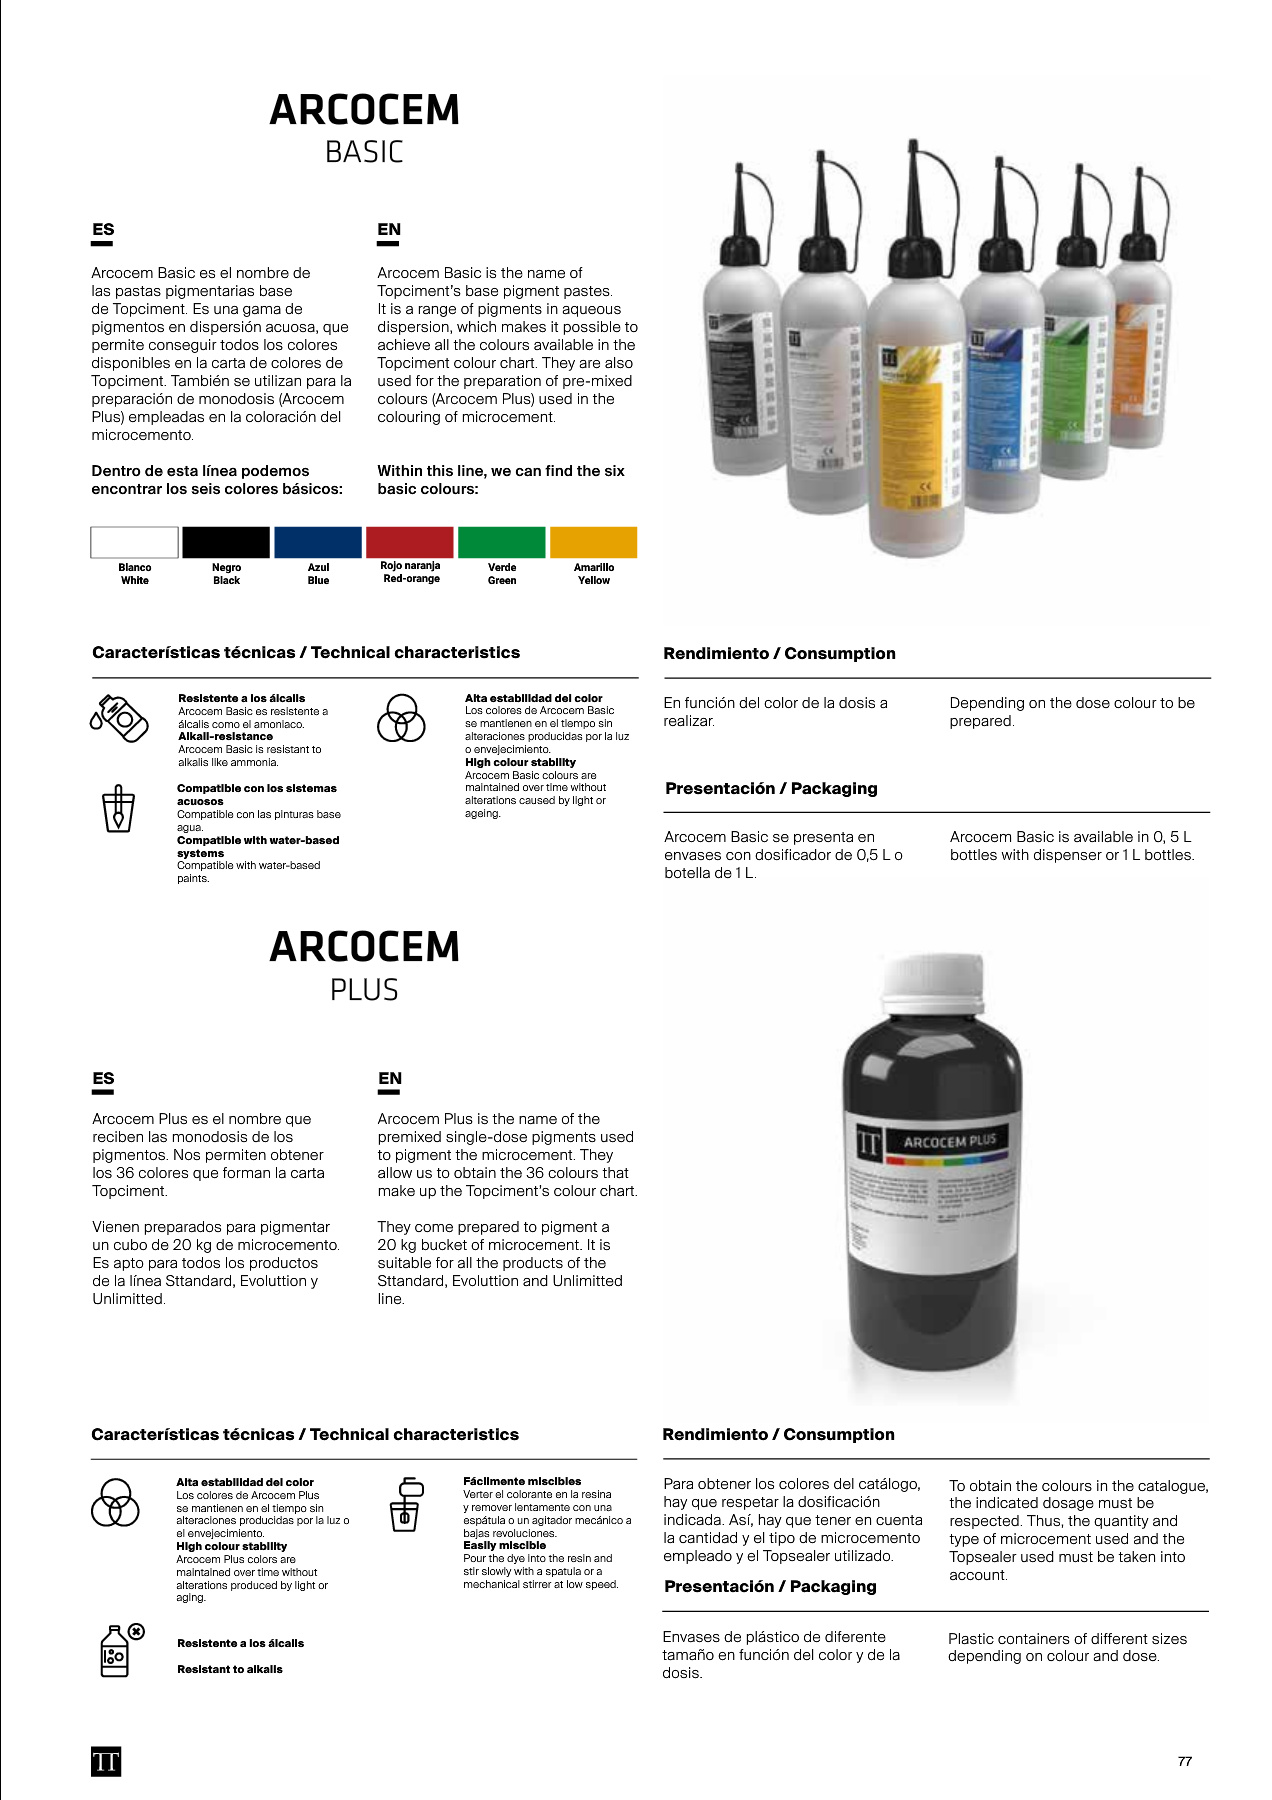 ARCOCEM
BASIC
ES
Arcocem Basic es el nombre de
las pastas pigmentarias base
de Topciment. Es una gama de
pigmentos en dispersión acuosa, que
permite conseguir todos los colores
disponibles en la carta de colores de
Topciment. También se utilizan para la
preparación de monodosis (Arcocem
Plus) empleadas en la coloración del
microcemento.
Dentro de esta línea podemos
encontrar los seis colores básicos:
EN
Arcocem Basic is the name of
Topciment's base pigment pastes.
It is a range of pigments in aqueous
dispersion, which makes it possible to
achieve all the colours available in the
Topciment colour chart. They are also
used for the preparation of pre-mixed
colours (Arcocem Plus) used in the
colouring of microcement.
Within this line, we can find the six
basic colours:
Blanco
White
Negro
Black
Azul
Blue
Rojo naranja
Red-orange
Verde
Green
Amarillo
Yellow
Características técnicas / Technical characteristics
Resistente a los álcalis
Arcocem Basic es resistente a
álcalis como el amoniaco.
Alkali-resistance
Arcocem Basic is resistant to
alkalis like ammonia.
Compatible con los sistemas
acuosos
Compatible con las pinturas base
agua.
Compatible with water-based
systems
Compatible with water-based
paints.
Alta estabilidad del color
Los colores de Arcocem Basic
se mantienen en el tiempo sin
alteraciones producidas por la luz
o envejecimiento.
High colour stability
Arcocem Basic colours are
maintained over time without
alterations caused by light or
ageing.
Rendimiento / Consumption
En función del color de la dosis a
realizar.
Depending on the dose colour to be
prepared.
Presentación / Packaging
Arcocem Basic se presenta en
envases con dosificador de 0,5 L o
botella de 1 L.
Arcocem Basic is available in 0, 5 L
bottles with dispenser or 1 L bottles.
ARCOCEM
PLUS
ES
Arcocem Plus es el nombre que
reciben las monodosis de los
pigmentos. Nos permiten obtener
los 36 colores que forman la carta
Topciment.
Vienen preparados para pigmentar
un cubo de 20 kg de microcemento.
Es apto para todos los productos
de la línea Sttandard, Evoluttion y
Unlimitted.
EN
Arcocem Plus is the name of the
premixed single-dose pigments used
to pigment the microcement. They
allow us to obtain the 36 colours that
make up the Topciment's colour chart.
They come prepared to pigment a
20 kg bucket of microcement. It is
suitable for all the products of the
Sttandard, Evoluttion and Unlimitted
line.
TT ARCOCEM PLUS
Características técnicas / Technical characteristics
Alta estabilidad del color
Los colores de Arcocem Plus
se mantienen en el tiempo sin
alteraciones producidas por la luz o
el envejecimiento.
High colour stability
Arcocem Plus colors are
maintained over time without
alterations produced by light or
aging.
Resistente a los álcalis
Resistant to alkalis
Fácilmente miscibles
Verter el colorante en la resina
y remover lentamente con una
espátula o un agitador mecánico a
bajas revoluciones.
Easily miscible
Pour the dye into the resin and
stir slowly with a spatula or a
mechanical stirrer at low speed.
Rendimiento / Consumption
Para obtener los colores del catálogo,
hay que respetar la dosificación
indicada. Así, hay que tener en cuenta
la cantidad y el tipo de microcemento
empleado y el Topsealer utilizado.
To obtain the colours in the catalogue,
the indicated dosage must be
respected. Thus, the quantity and
type of microcement used and the
Topsealer used must be taken into
account.
Presentación / Packaging
Envases de plástico de diferente
tamaño en función del color y de la
dosis.
Plastic containers of different sizes
depending on colour and dose.
TT
77